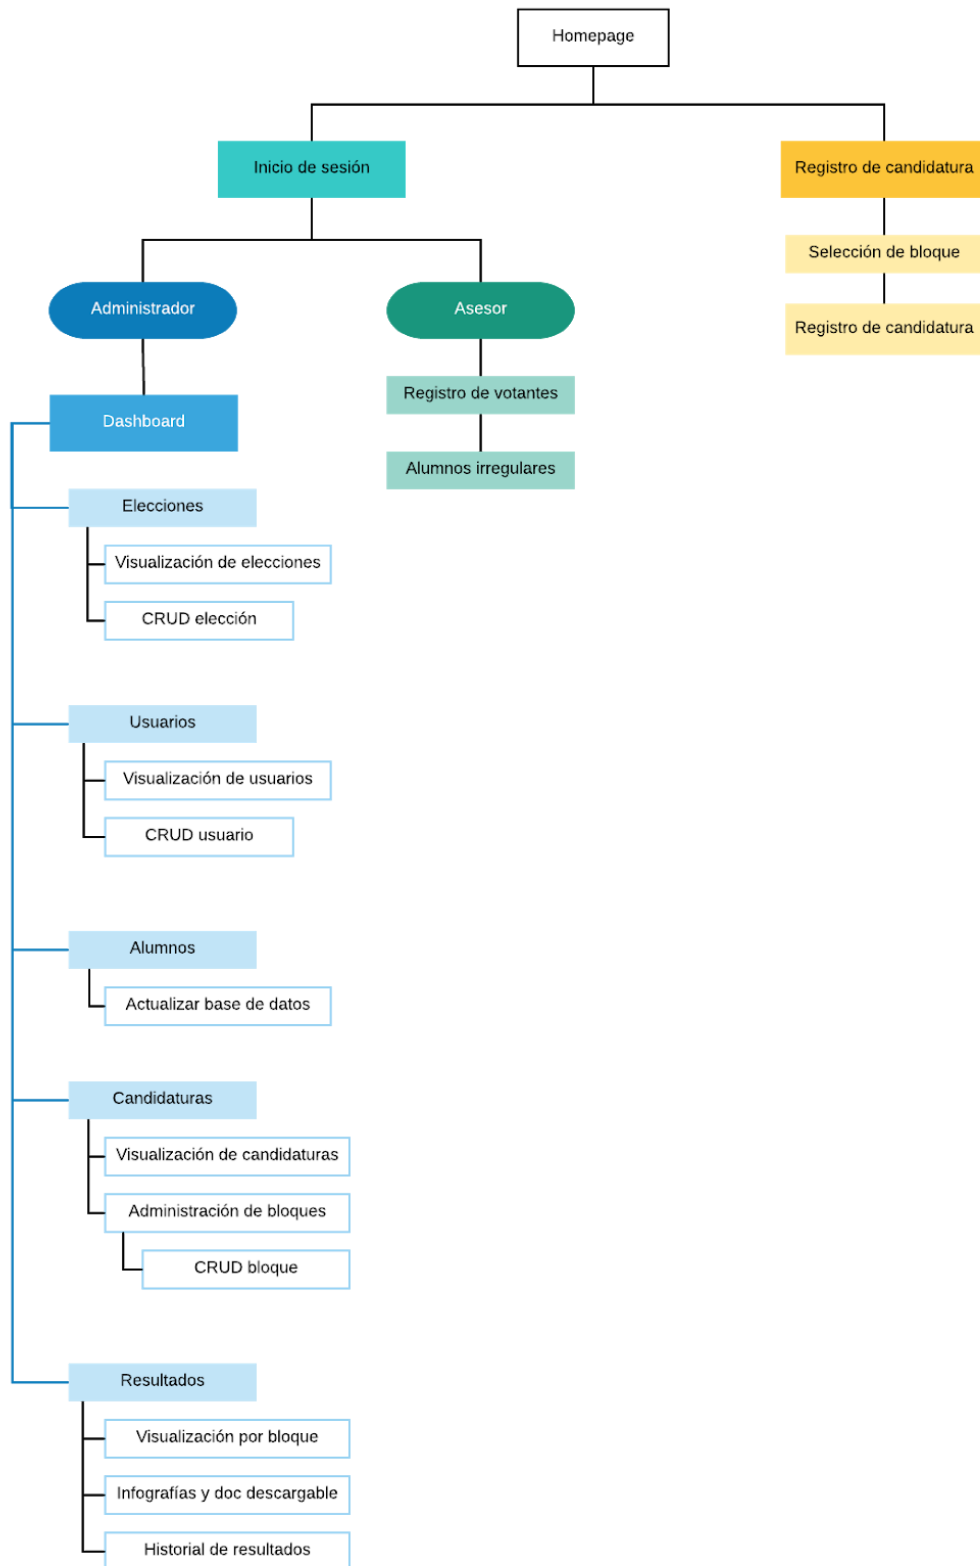 Homepage
Inicio de sesión
Registro de candidatura
Selección de bloque
Registro de candidatura
Administrador
Asesor
Registro de votantes
Alumnos irregulares
Dashboard
Elecciones
Visualización de elecciones
CRUD elección
Usuarios
Visualización de usuarios
CRUD usuario
Alumnos
Actualizar base de datos
Candidaturas
Visualización de candidaturas
Administración de bloques
CRUD bloque
Resultados
Visualización por bloque
Infografías y doc descargable
Historial de resultados